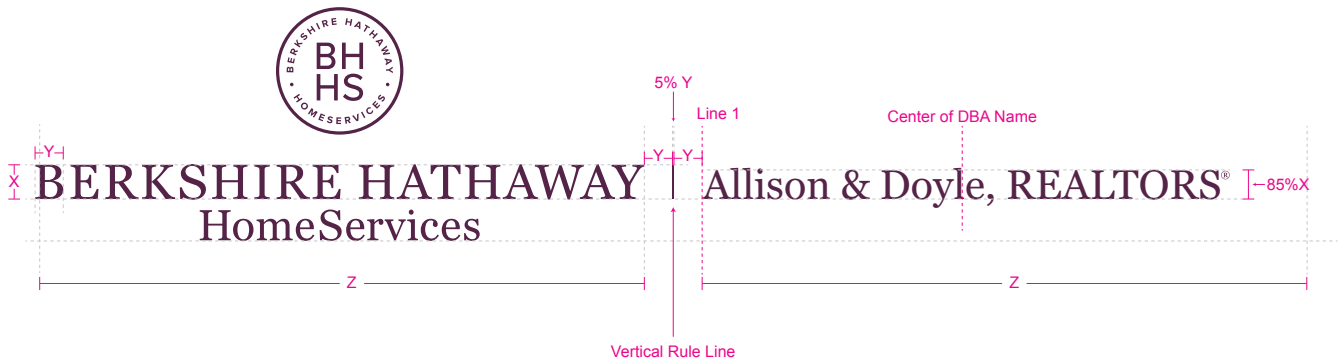 BERKSHIRE HATHAWAY
BH
HS
• HOMESERVICES •
5% Y
Line 1
Center of DBA Name
Y
Y Y
X
BERKSHIRE HATHAWAY
Allison & Doyle, REALTORS®
85%X
HomeServices
Z
Z
Vertical Rule Line